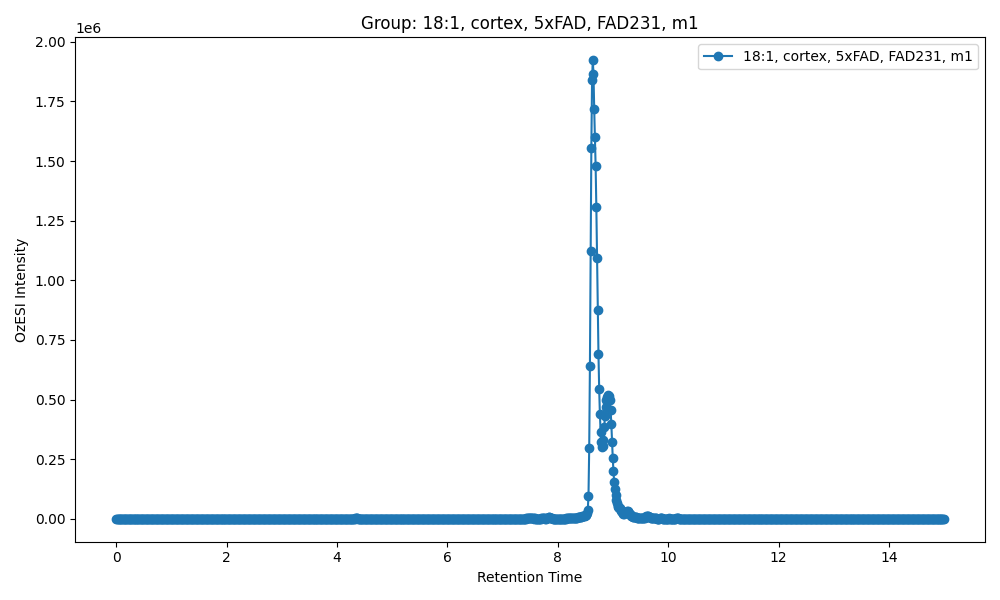 Group: 18:1, cortex, 5xFAD, FAD231, m1
1e6
18:1, cortex, 5xFAD, FAD231, m1
2.00
1.75
1.50
1.25
1.00
0.75
0.50
0.25
0.00
OzESI Intensity
0 2 4 6 8 10 12 14
Retention Time